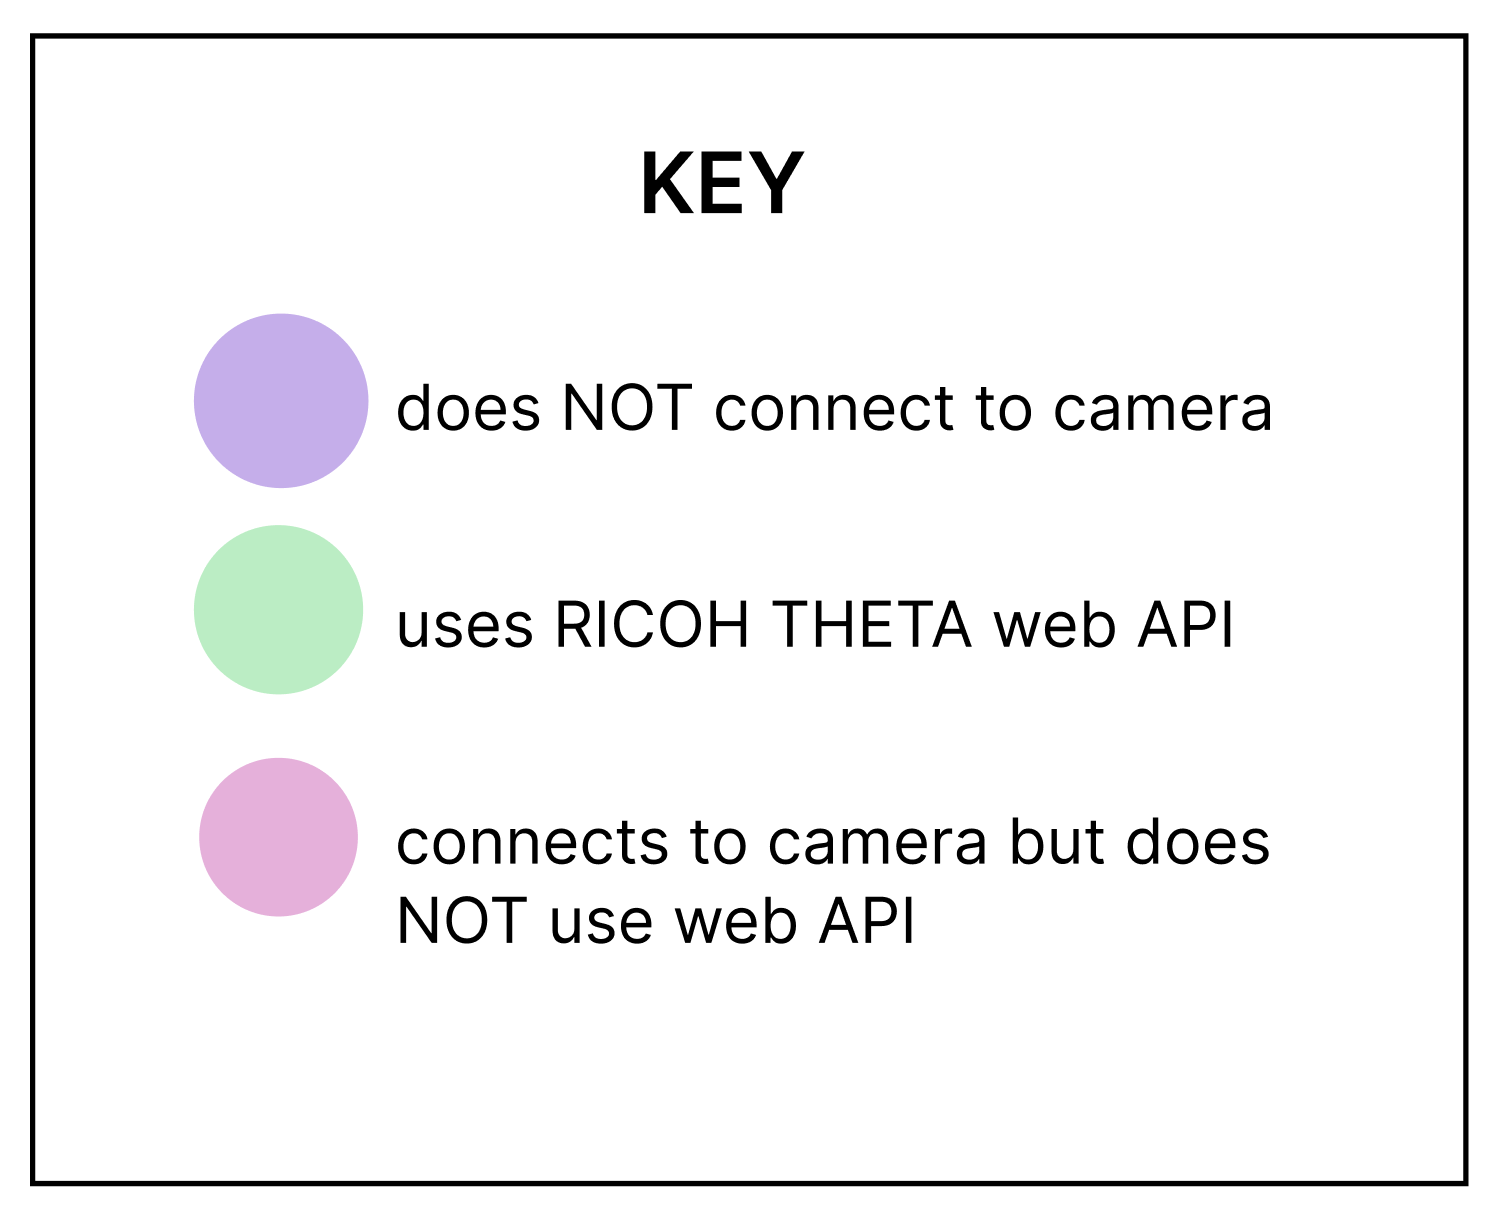 KEY
does NOT connect to camera
uses RICOH THETA web API
connects to camera but does
NOT use web API